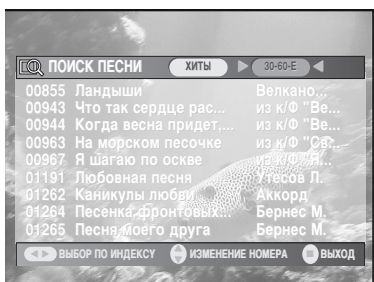 ПОИСК ПЕСНИ ХИТЫ 30-60-Е
00855 Ландыши Велкано...
00943 Что так сердце рас... из к/Ф "Ве...
00944 Когда весна придет,... из к/Ф "Ве...
00963 На морском песочке из к/Ф "Св...
00967 Я шагаю по оскве из к/Ф "Я...
01191 Любовная песня Утесов Л.
01262 Каникулы любви Аккорд
01264 Песенка фронтовых... Бернес М.
01265 Песня моего друга Бернес М.
ВЫБОР ПО ИНДЕКСУ ИЗМЕНЕНИЕ НОМЕРА ВЫХОД